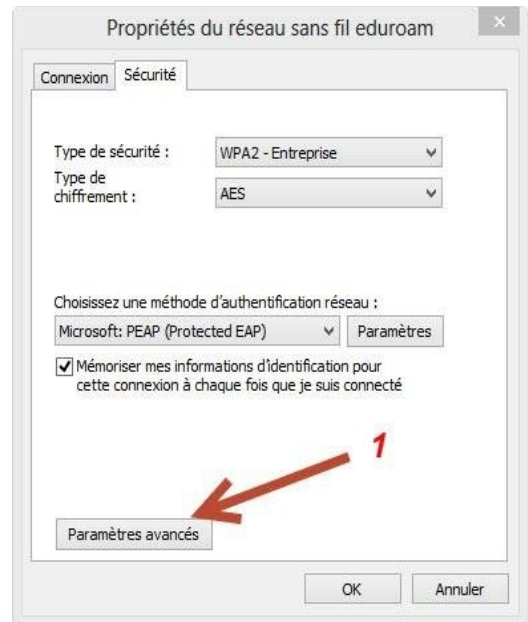 Propriétés du réseau sans fil eduroam
Connexion
Sécurité
Type de sécurité :
WPA2 - Entreprise
Type de
chiffrement :
AES
Choisissez une méthode d'authentification réseau :
Microsoft: PEAP (Protected EAP)
Paramètres
Mémoriser mes informations d'identification pour
cette connexion à chaque fois que je suis connecté
1
Paramètres avancés
OK
Annuler